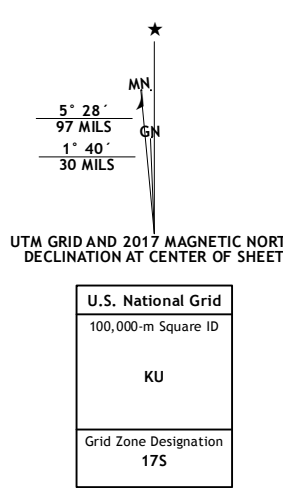 MN.
5° 28´
97 MILS
GN
1° 40´
30 MILS
UTM GRID AND 2017 MAGNETIC NORT
DECLINATION AT CENTER OF SHEET
U.S. National Grid
100,000-m Square ID
KU
Grid Zone Designation
17S